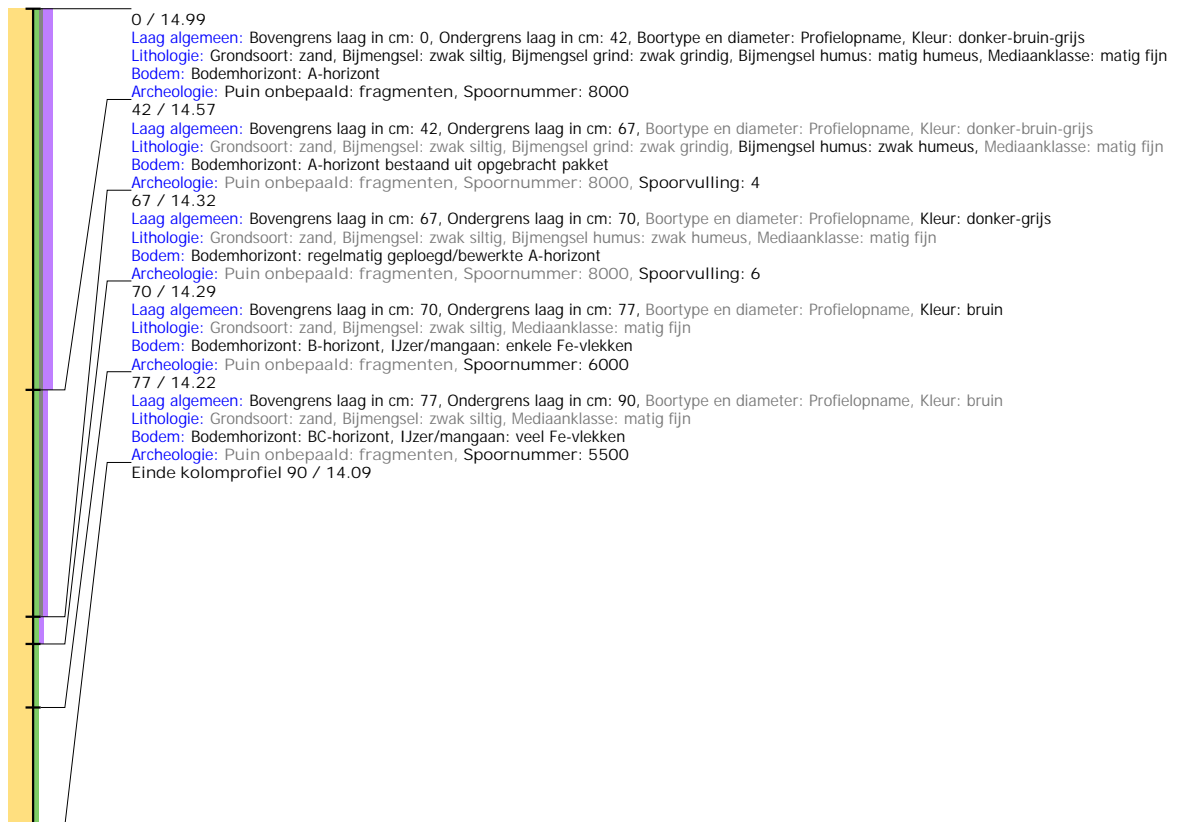 0 / 14.99
Laag algemeen: Bovengrens laag in cm: 0, Ondergrens laag in cm: 42, Boortype en diameter: Profielopname, Kleur: donker-bruin-grijs
Lithologie: Grondsoort: zand, Bijmengsel: zwak siltig, Bijmengsel grind: zwak grindig, Bijmengsel humus: matig humeus, Mediaanklasse: matig fijn
Bodem: Bodemhorizont: A-horizont
Archeologie: Puin onbepaald: fragmenten, Spoornummer: 8000
42 / 14.57
Laag algemeen: Bovengrens laag in cm: 42, Ondergrens laag in cm: 67, Boortype en diameter: Profielopname, Kleur: donker-bruin-grijs
Lithologie: Grondsoort: zand, Bijmengsel: zwak siltig, Bijmengsel grind: zwak grindig, Bijmengsel humus: zwak humeus, Mediaanklasse: matig fijn
Bodem: Bodemhorizont: A-horizont bestaand uit opgebracht pakket
Archeologie: Puin onbepaald: fragmenten, Spoornummer: 8000, Spoorvulling: 4
67 / 14.32
Laag algemeen: Bovengrens laag in cm: 67, Ondergrens laag in cm: 70, Boortype en diameter: Profielopname, Kleur: donker-grijs
Lithologie: Grondsoort: zand, Bijmengsel: zwak siltig, Bijmengsel humus: zwak humeus, Mediaanklasse: matig fijn
Bodem: Bodemhorizont: regelmatig geploegd/bewerkte A-horizont
Archeologie: Puin onbepaald: fragmenten, Spoornummer: 8000, Spoorvulling: 6
70 / 14.29
Laag algemeen: Bovengrens laag in cm: 70, Ondergrens laag in cm: 77, Boortype en diameter: Profielopname, Kleur: bruin
Lithologie: Grondsoort: zand, Bijmengsel: zwak siltig, Mediaanklasse: matig fijn
Bodem: Bodemhorizont: B-horizont, IJzer/mangaan: enkele Fe-vlekken
Archeologie: Puin onbepaald: fragmenten, Spoornummer: 6000
77 / 14.22
Laag algemeen: Bovengrens laag in cm: 77, Ondergrens laag in cm: 90, Boortype en diameter: Profielopname, Kleur: bruin
Lithologie: Grondsoort: zand, Bijmengsel: zwak siltig, Mediaanklasse: matig fijn
Bodem: Bodemhorizont: BC-horizont, IJzer/mangaan: veel Fe-vlekken
Archeologie: Puin onbepaald: fragmenten, Spoornummer: 5500
Einde kolomprofiel 90 / 14.09